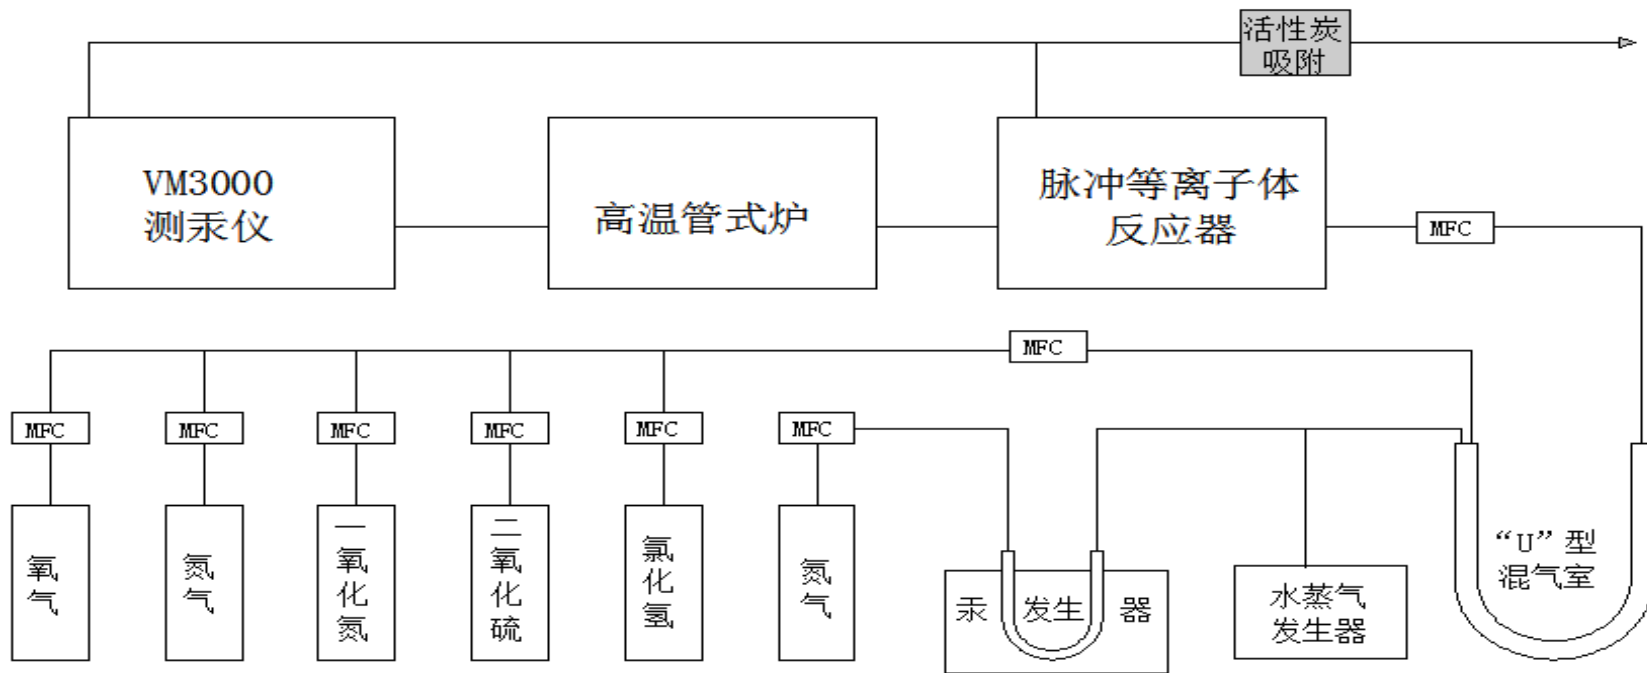 活性炭
吸附
VM3000
测汞仪
高温管式炉
脉冲等离子体
反应器
MFC
MFC
MFC
MFC
MFC
MFC
MFC
MFC
氧气
氮气
一氧化氮
二氧化硫
氯化氢
氮气
汞 发生 器
水蒸气
发生器
“U”型
混气室